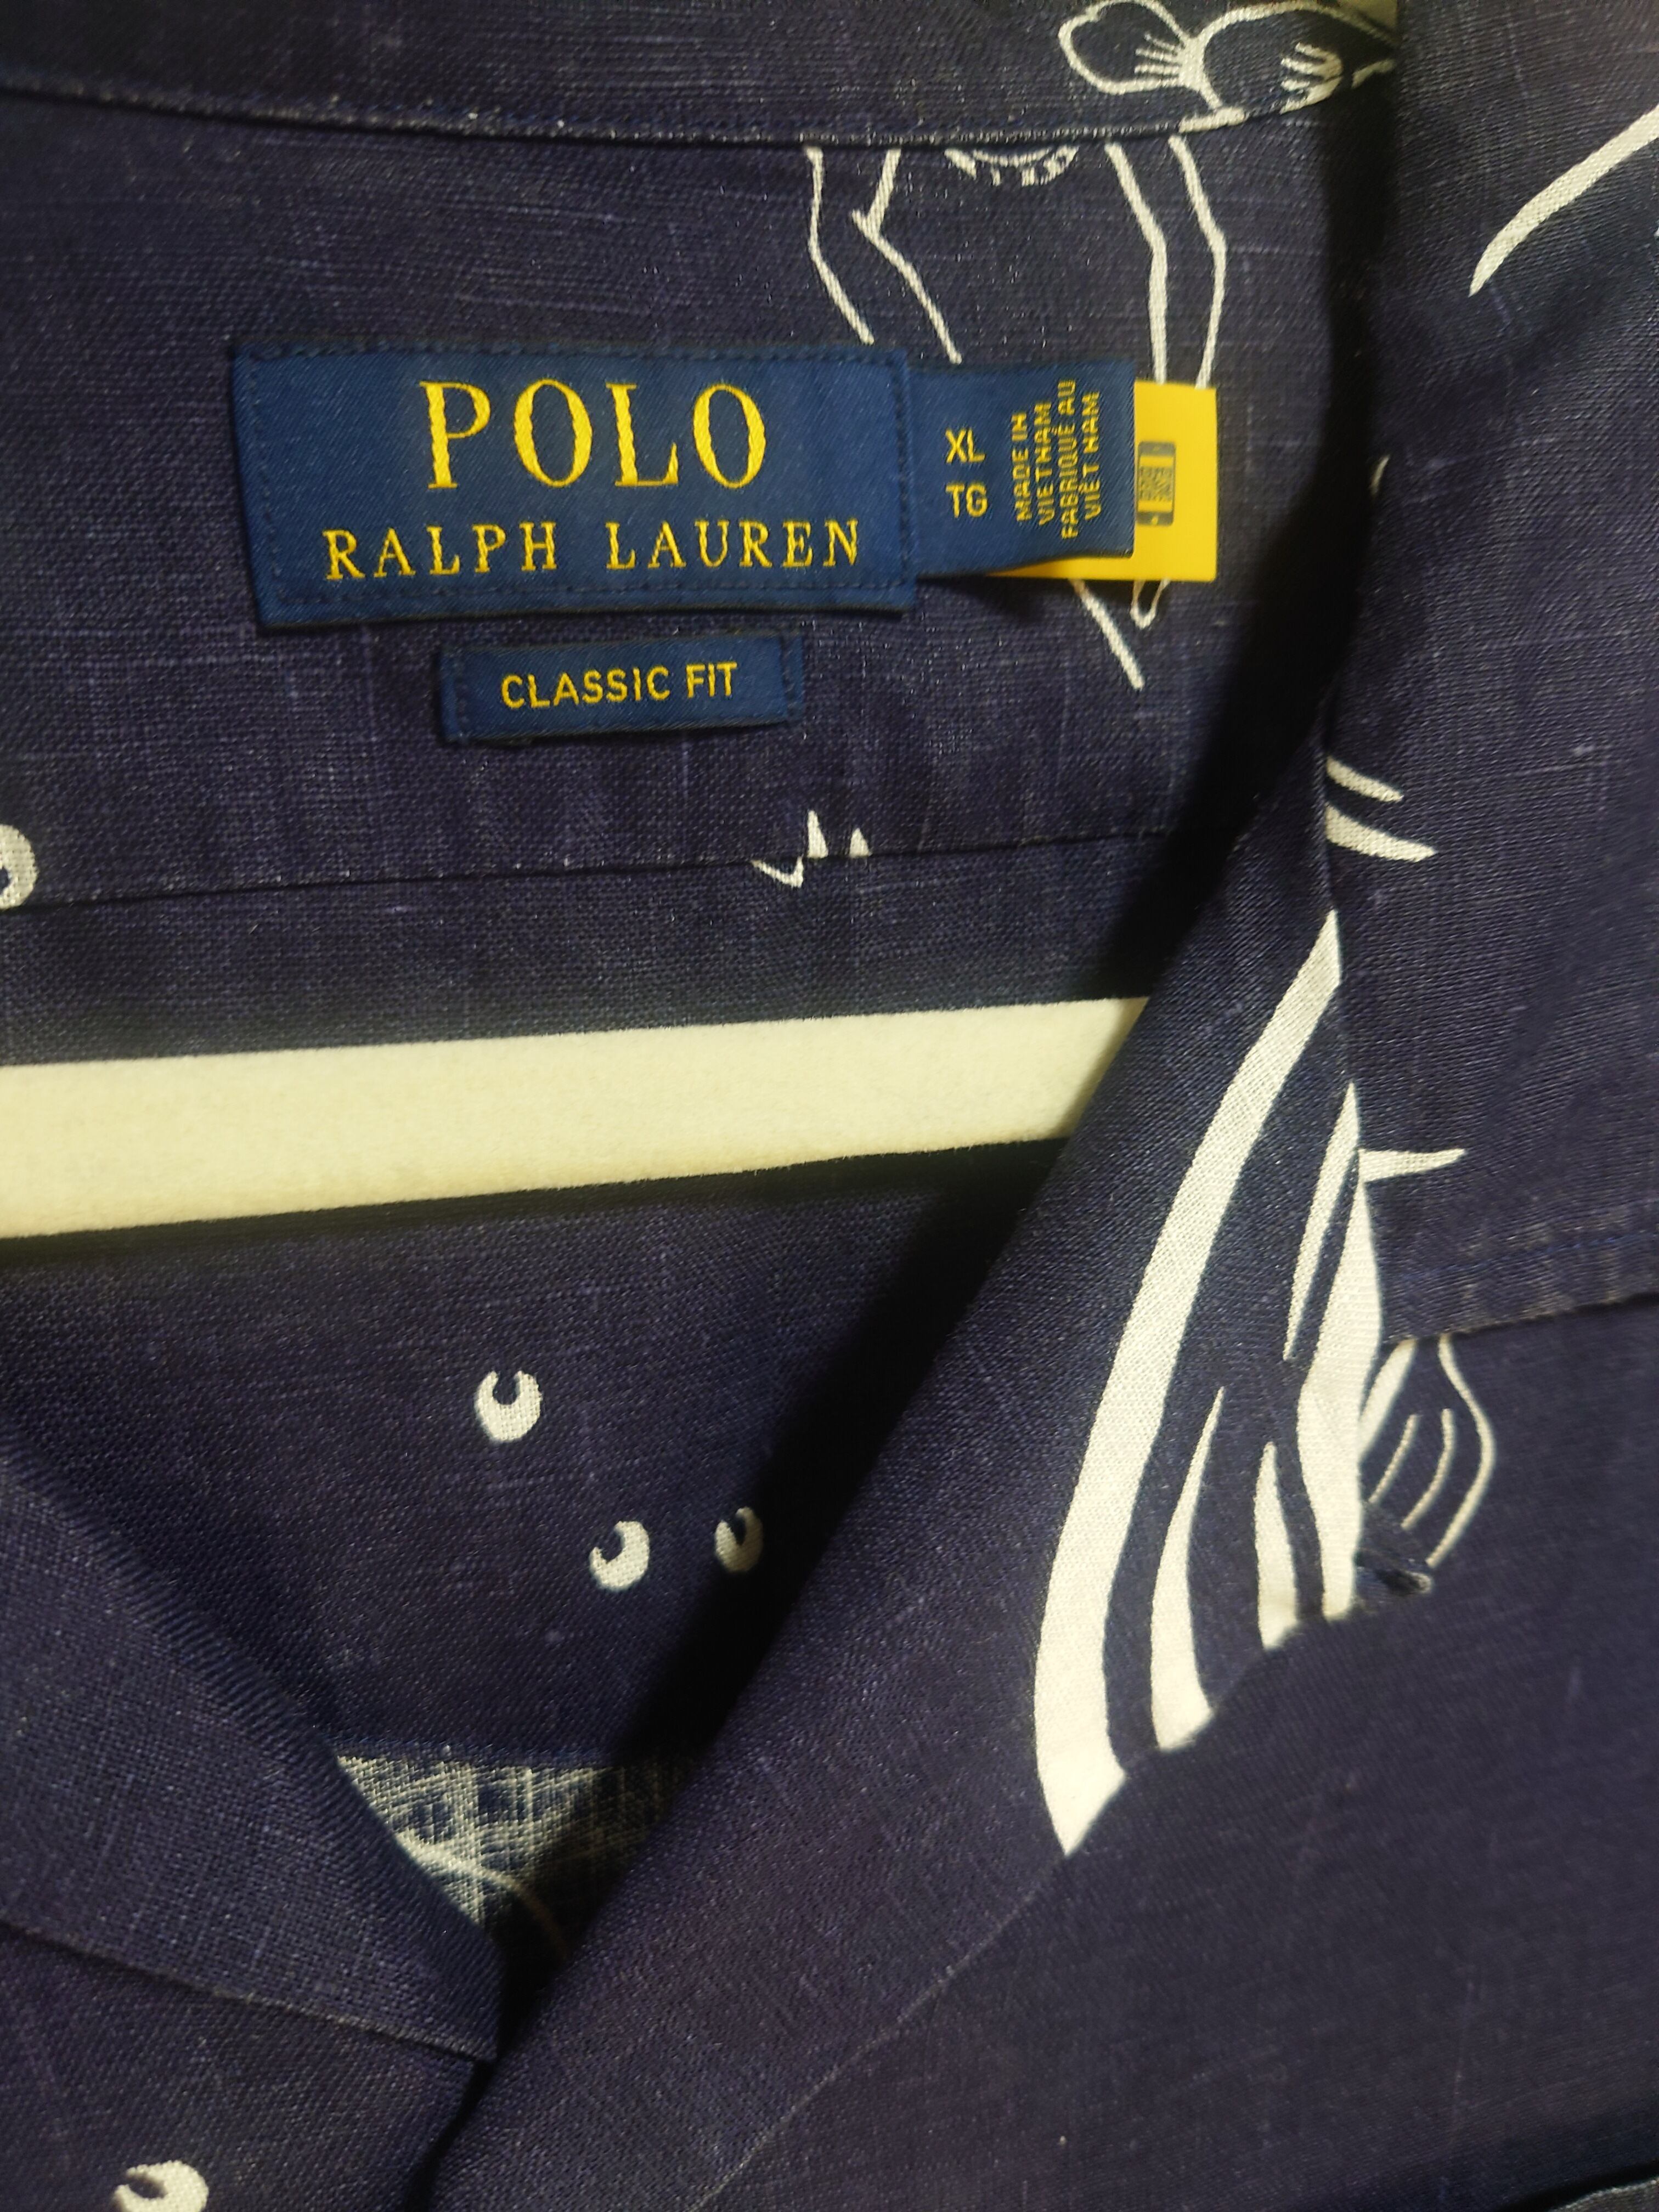 POLO
RALPH LAUREN
XL
TG
MADE IN
VIETNAM
FABRIQUÉ AU
VIÊT NAM
CLASSIC FIT